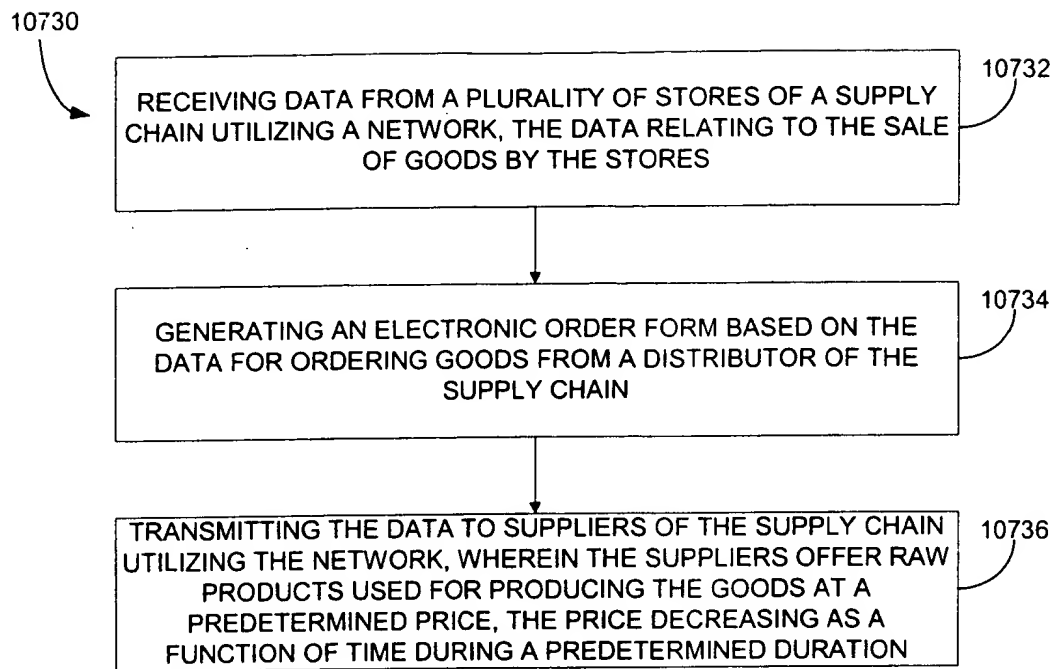 10730
10732
RECEIVING DATA FROM A PLURALITY OF STORES OF A SUPPLY
CHAIN UTILIZING A NETWORK, THE DATA RELATING TO THE SALE
OF GOODS BY THE STORES
10734
GENERATING AN ELECTRONIC ORDER FORM BASED ON THE
DATA FOR ORDERING GOODS FROM A DISTRIBUTOR OF THE
SUPPLY CHAIN
10736
TRANSMITTING THE DATA TO SUPPLIERS OF THE SUPPLY CHAIN
UTILIZING THE NETWORK, WHEREIN THE SUPPLIERS OFFER RAW
PRODUCTS USED FOR PRODUCING THE GOODS AT A
PREDETERMINED PRICE, THE PRICE DECREASING AS A
FUNCTION OF TIME DURING A PREDETERMINED DURATION